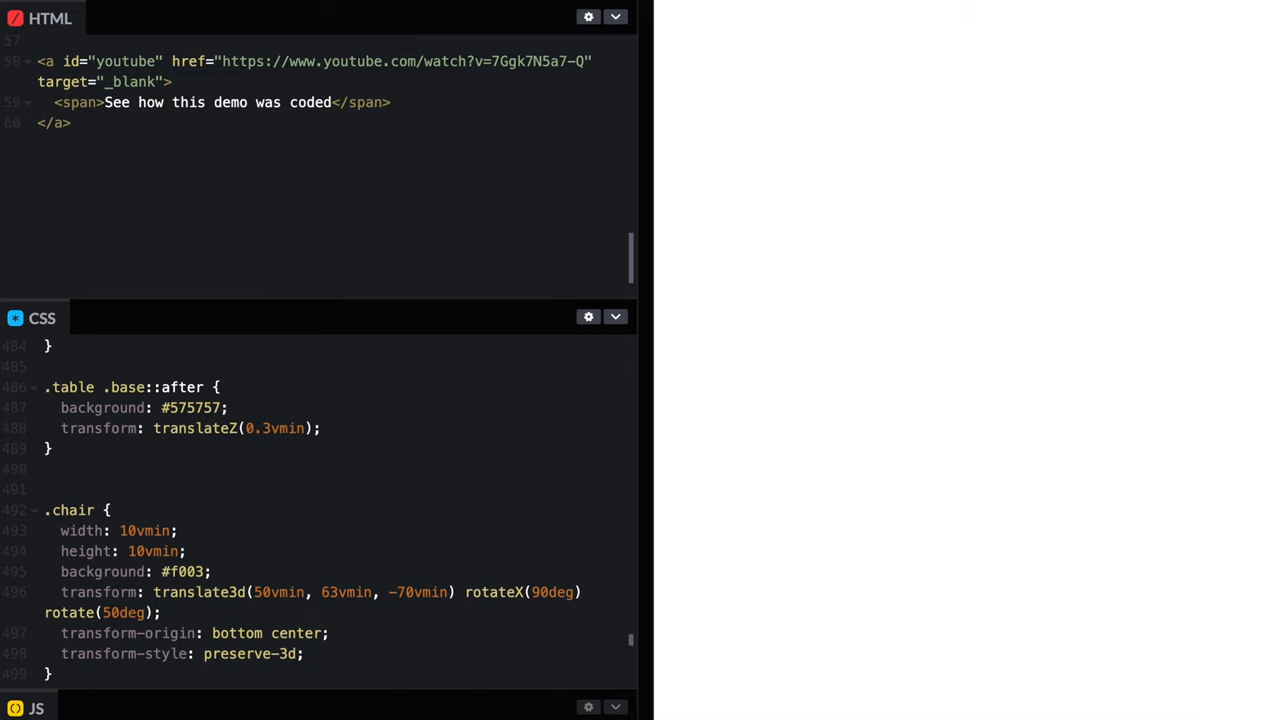 HTML
57
58 <a id="youtube" href="https://www.youtube.com/watch?v=7Ggk7N5a7-Q"
target="_blank">
59   <span>See how this demo was coded</span>
60 </a>
CSS
484 }
485
486 .table .base::after {
487   background: #575757;
488   transform: translateZ(0.3vmin);
489 }
490
491
492 .chair {
493   width: 10vmin;
494   height: 10vmin;
495   background: #f003;
496   transform: translate3d(50vmin, 63vmin, -70vmin) rotateX(90deg)
rotate(50deg);
497   transform-origin: bottom center;
498   transform-style: preserve-3d;
499 }
JS